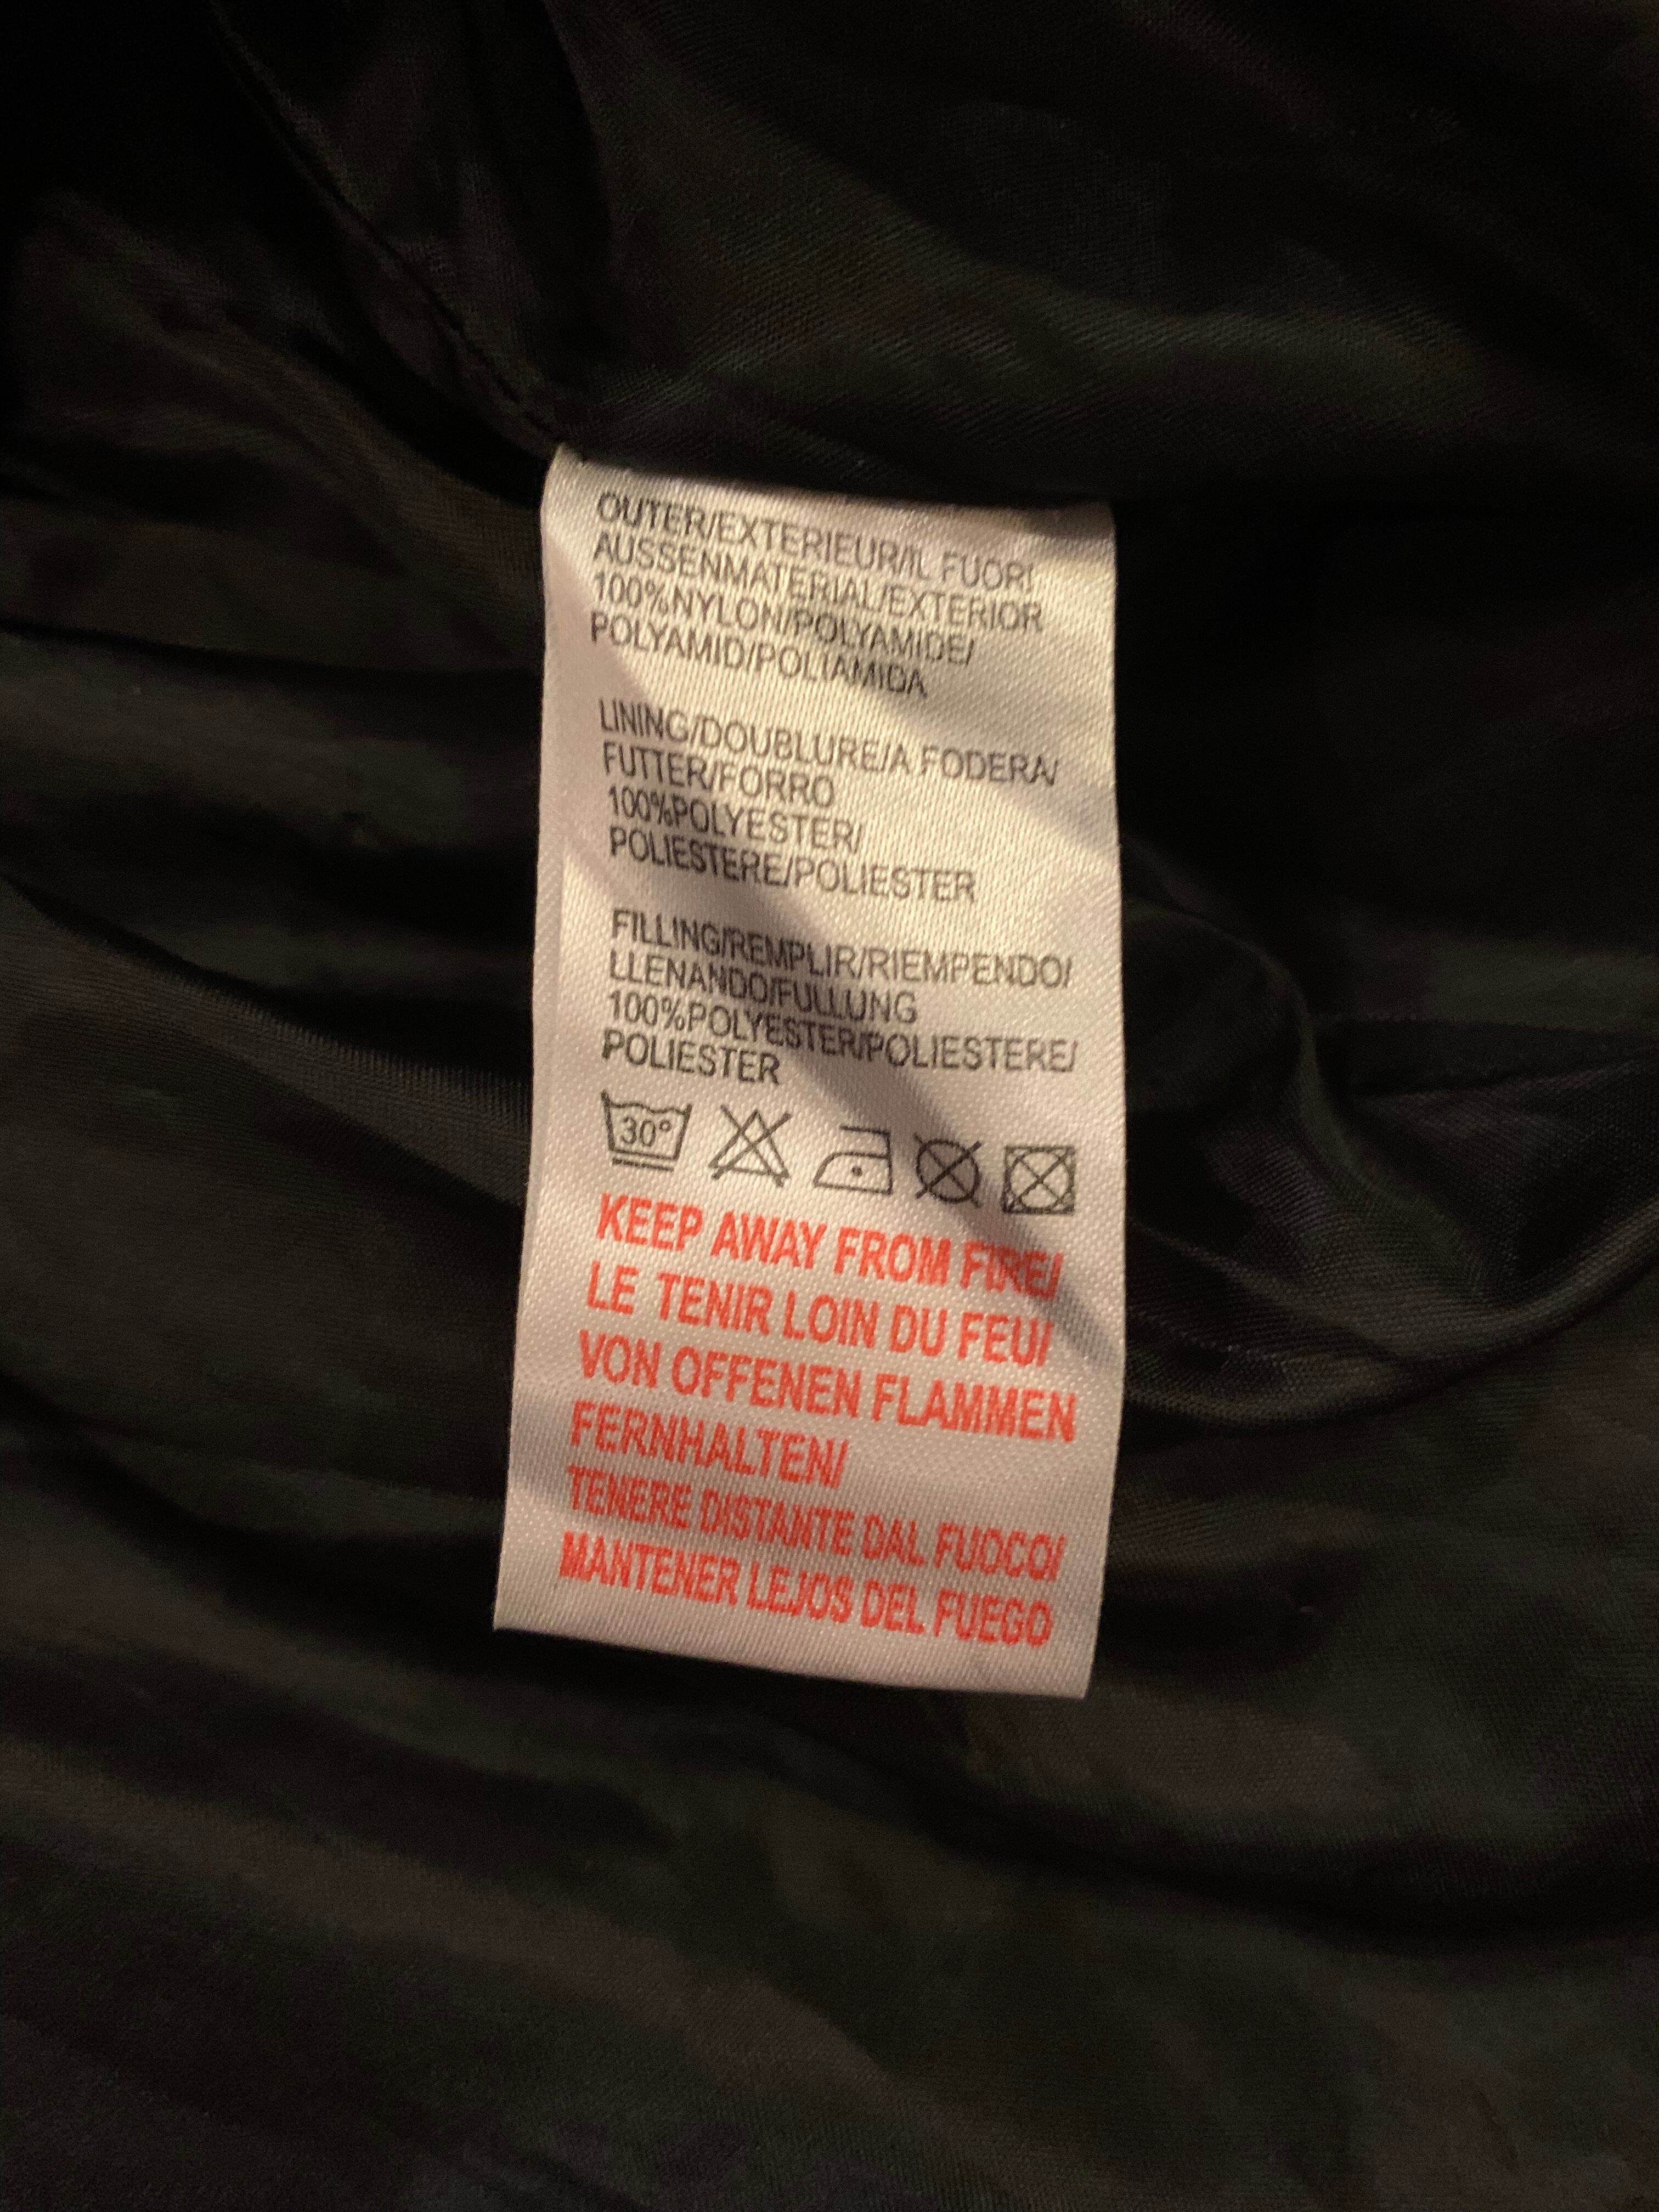 OUTER/EXTERIEUR/IL FUORI/
AUSSENMATERIAL/EXTERIOR
100%NYLON/POLYAMIDE/
POLYAMID/POLIAMIDA
LINING/DOUBLURE/A FODERA/
FUTTER/FORRO
100%POLYESTER/
POLIESTERE/POLIESTER
FILLING/REMPLIR/RIEMPENDO/
LLENANDO/FULLUNG
100%POLYESTER/POLIESTERE/
POLIESTER
30°
KEEP AWAY FROM FIRE/
LE TENIR LOIN DU FEU/
VON OFFENEN FLAMMEN
FERNHALTEN/
TENERE DISTANTE DAL FUOCO/
MANTENER LEJOS DEL FUEGO